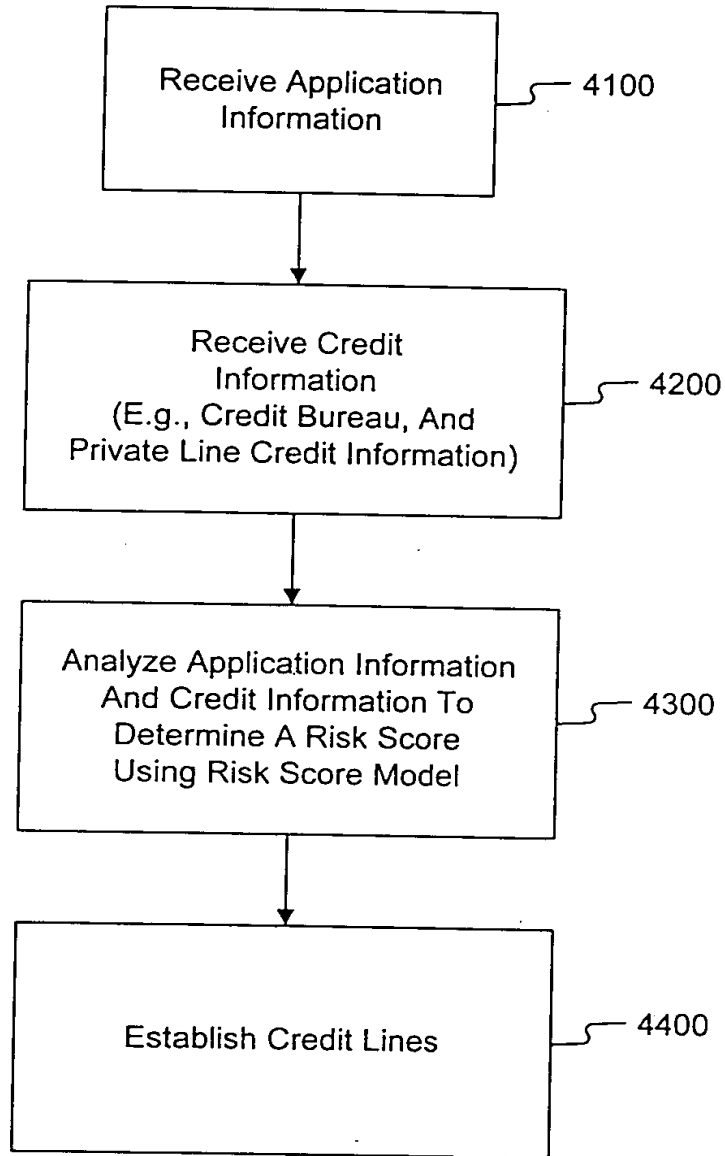 Receive Application
Information
4100
Receive Credit
Information
(E.g., Credit Bureau, And
Private Line Credit Information)
4200
Analyze Application Information
And Credit Information To
Determine A Risk Score
Using Risk Score Model
4300
Establish Credit Lines
4400